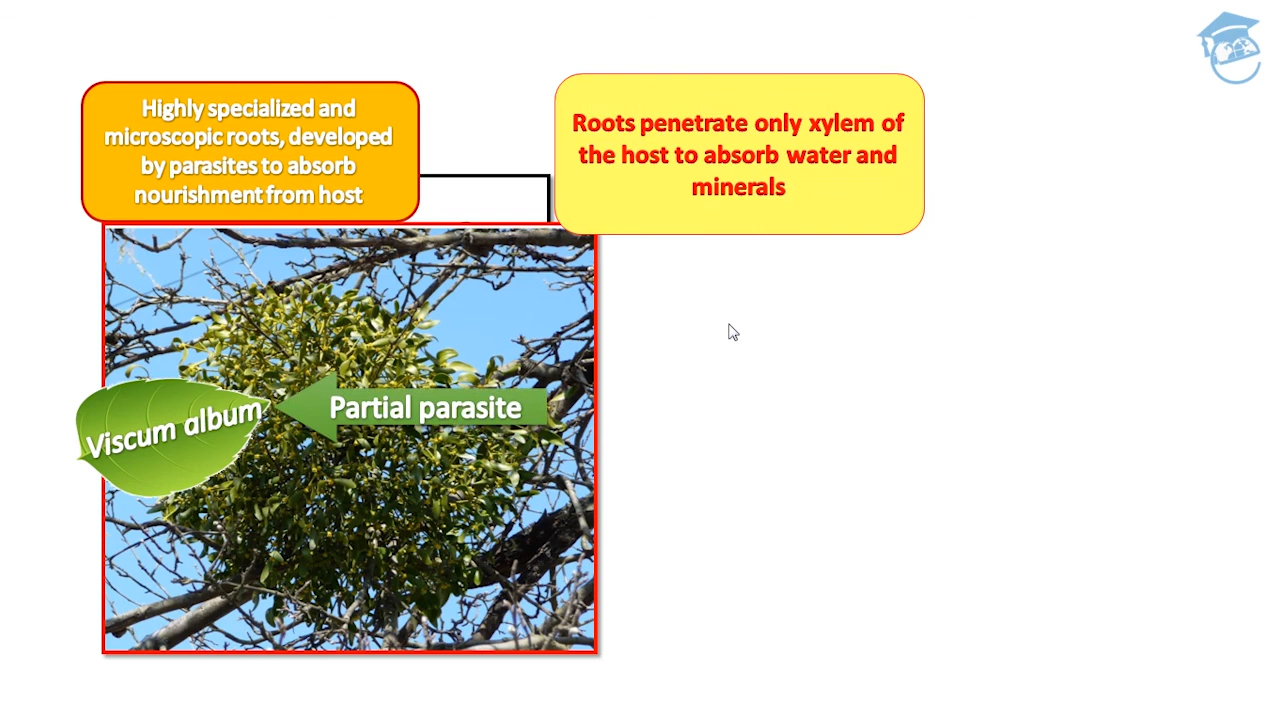 Highly specialized and
microscopic roots, developed
by parasites to absorb
nourishment from host
Roots penetrate only xylem of
the host to absorb water and
minerals
Partial parasite
Viscum album